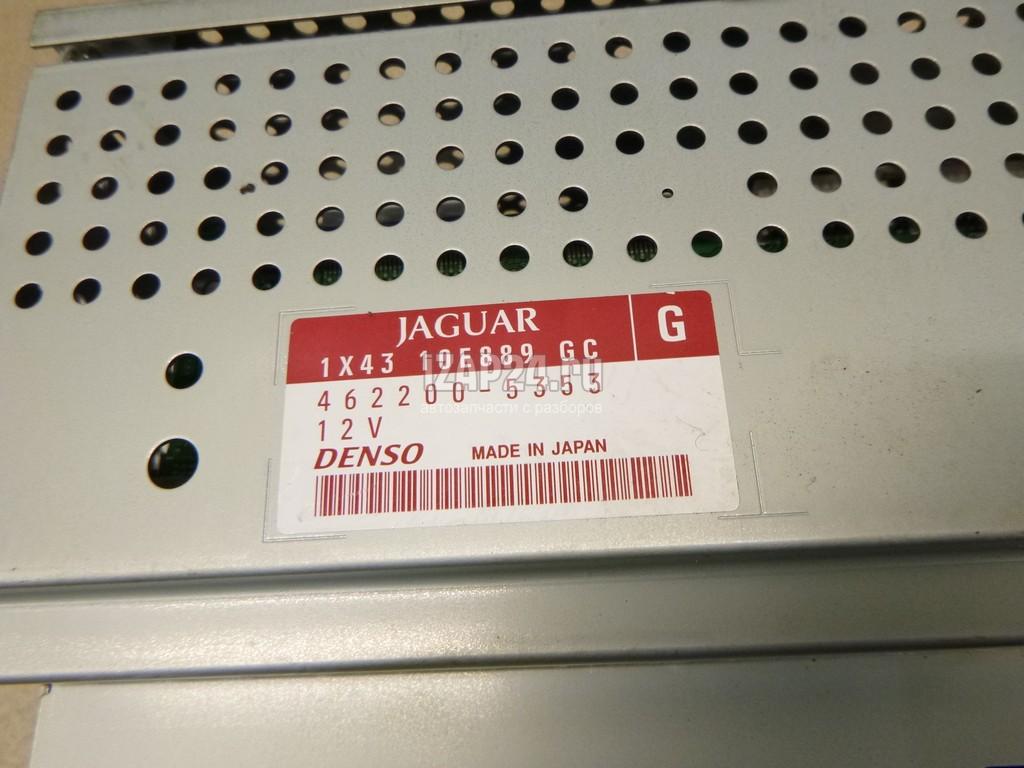 JAGUAR
G
1X43 10E889 GC
462200-5353
12V
DENSO MADE IN JAPAN
IZAP24.ru
автозапчасти с разборов